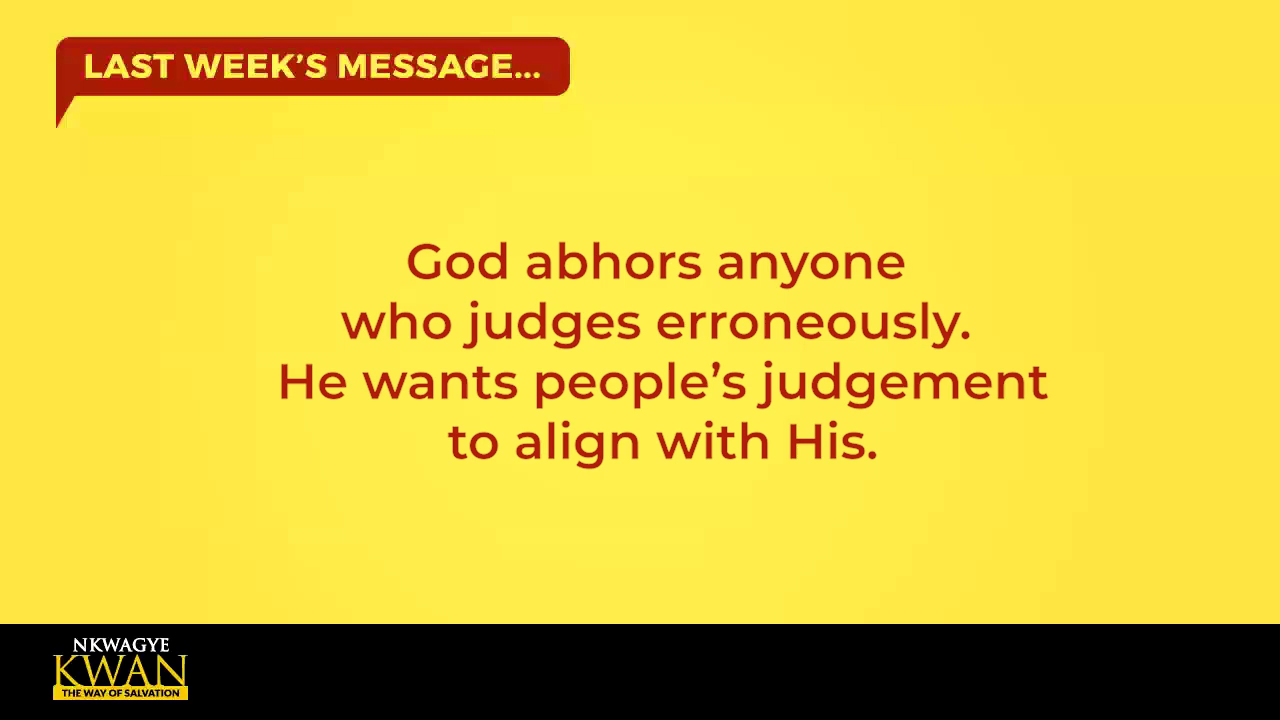 LAST WEEK’S MESSAGE...
God abhors anyone
who judges erroneously.
He wants people’s judgement
to align with His.
NKWAGYE
KWAN
THE WAY OF SALVATION